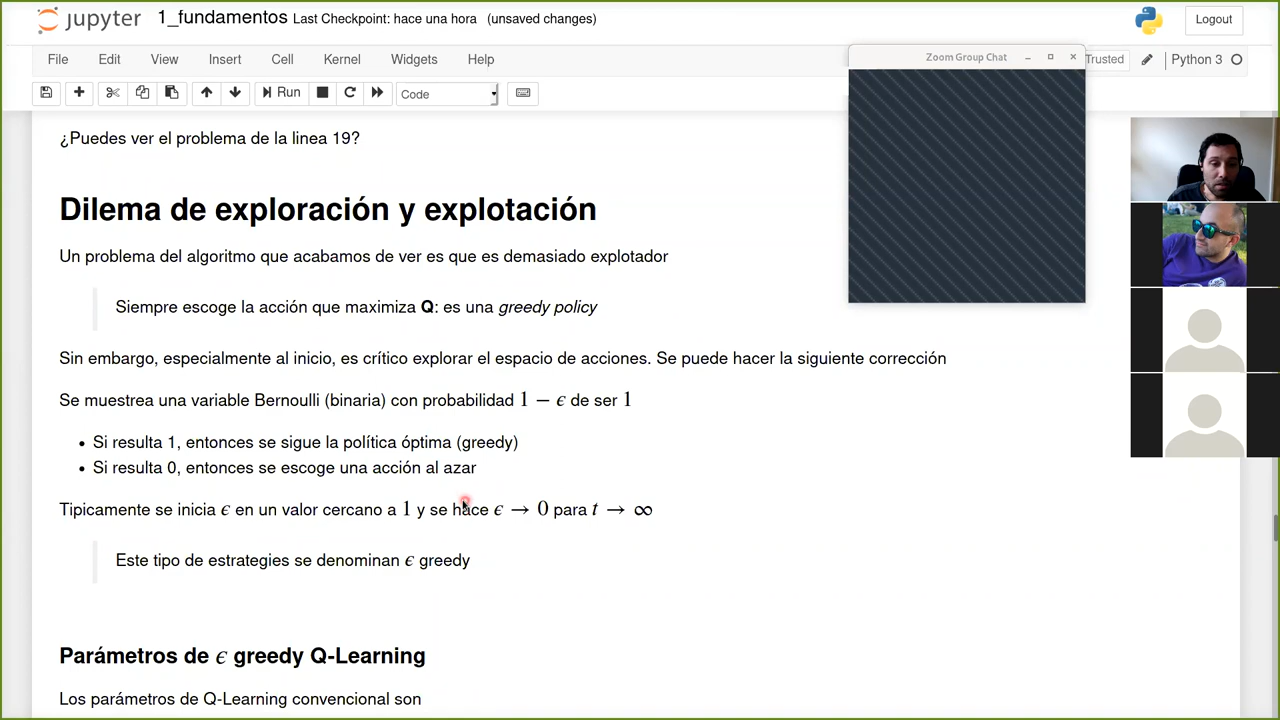 jupyter 1_fundamentos Last Checkpoint: hace una hora (unsaved changes) Logout
File Edit View Insert Cell Kernel Widgets Help Trusted Python 3
Zoom Group Chat
Run Code
¿Puedes ver el problema de la linea 19?
Dilema de exploración y explotación
Un problema del algoritmo que acabamos de ver es que es demasiado explotador
Siempre escoge la acción que maximiza Q: es una greedy policy
Sin embargo, especialmente al inicio, es crítico explorar el espacio de acciones. Se puede hacer la siguiente corrección
Se muestrea una variable Bernoulli (binaria) con probabilidad 1 − ϵ de ser 1
• Si resulta 1, entonces se sigue la política óptima (greedy)
• Si resulta 0, entonces se escoge una acción al azar
Tipicamente se inicia ϵ en un valor cercano a 1 y se hace ϵ → 0 para t → ∞
Este tipo de estrategies se denominan ϵ greedy
Parámetros de ϵ greedy Q-Learning
Los parámetros de Q-Learning convencional son